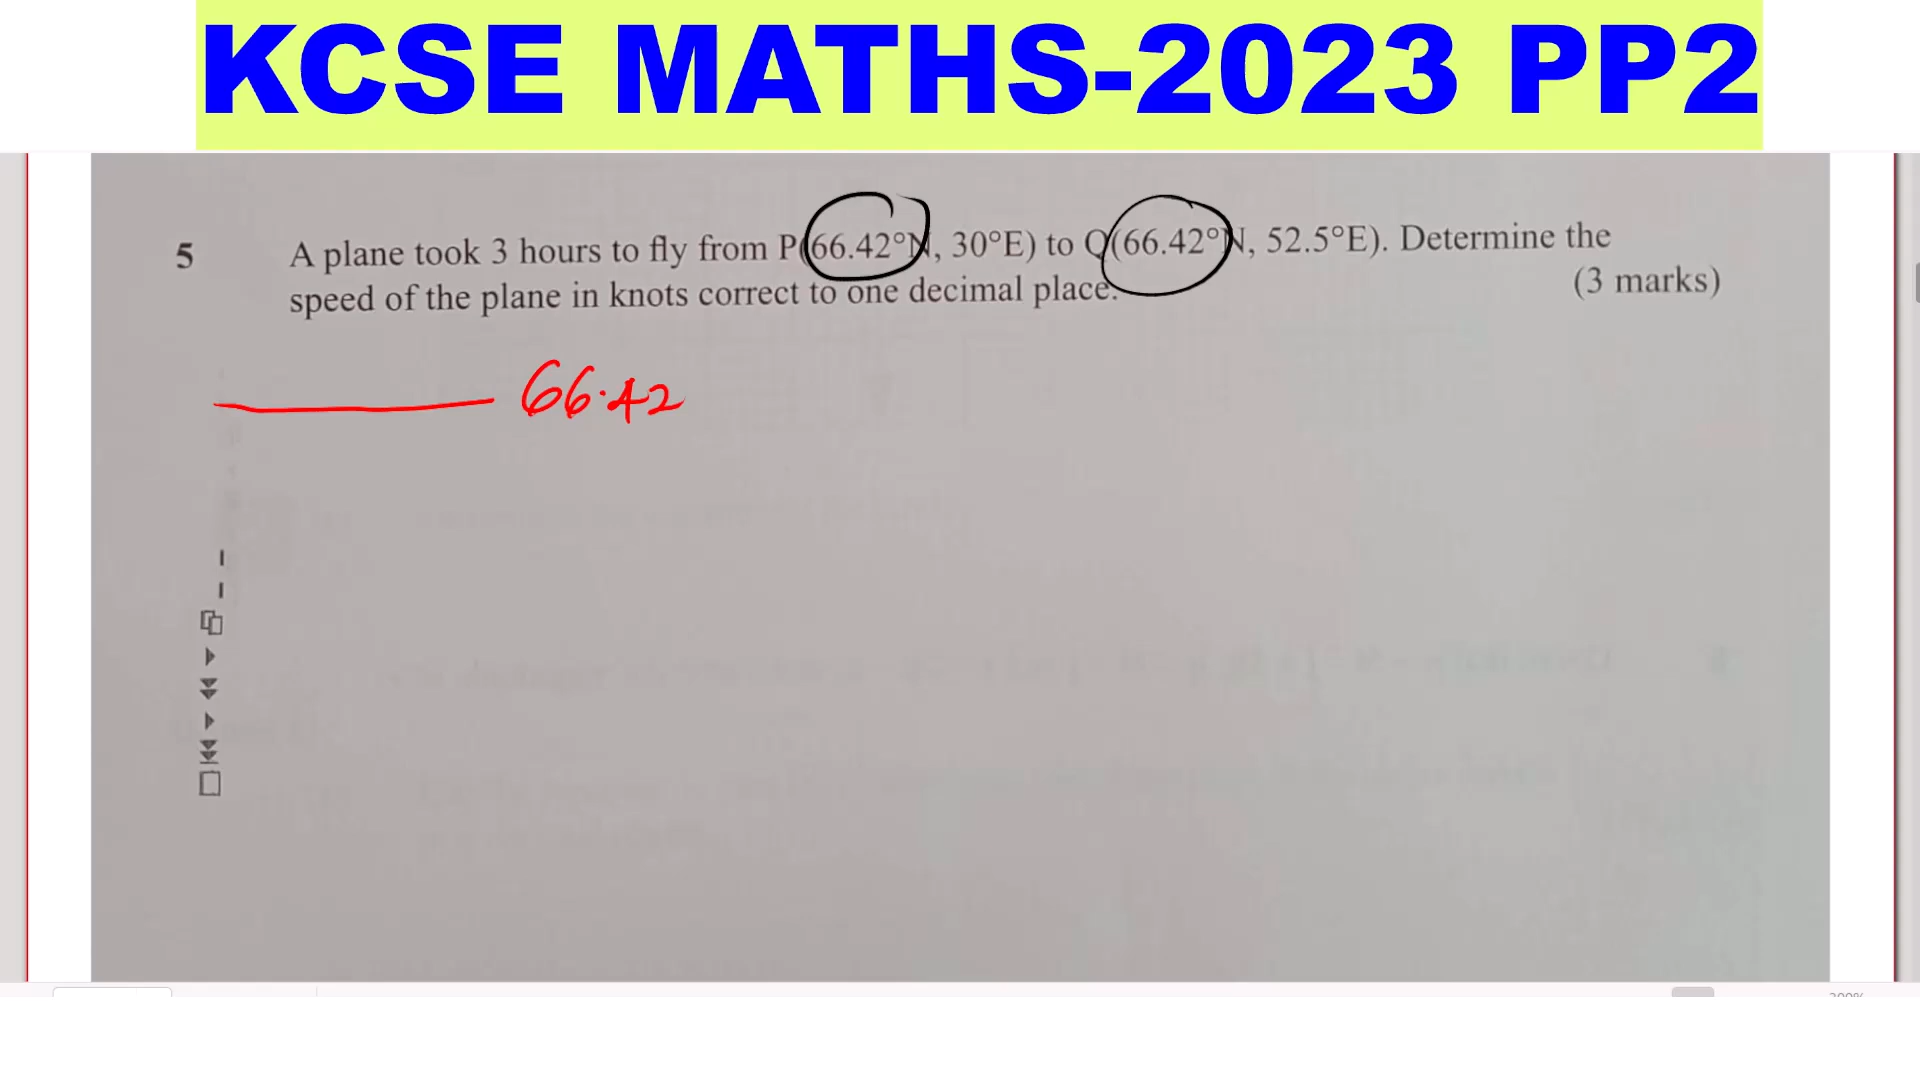 KCSE MATHS-2023 PP2
5 A plane took 3 hours to fly from P(66.42°N, 30°E) to Q(66.42°N, 52.5°E). Determine the
speed of the plane in knots correct to one decimal place. (3 marks)
66.42